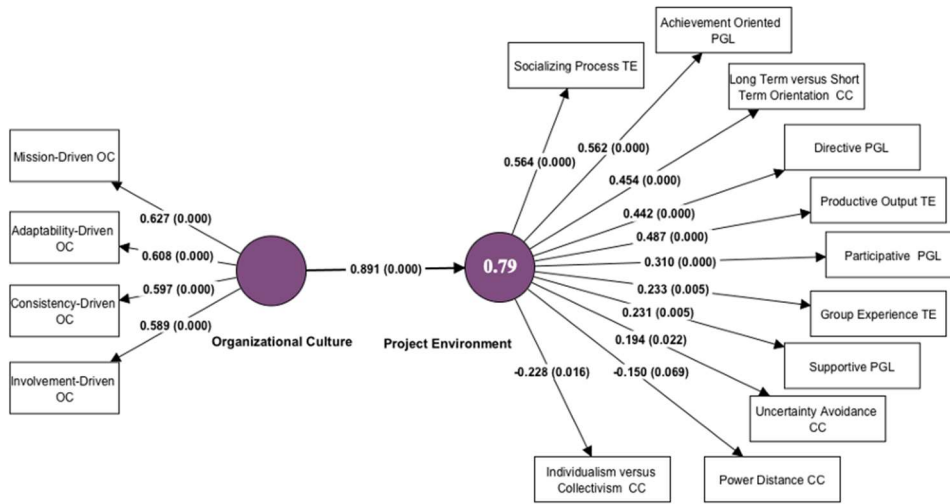 Achievement Oriented
PGL
Socializing Process TE
Long Term versus Short
Term Orientation CC
Mission-Driven OC
Directive PGL
0.562 (0.000)
0.564 (0.000)
0.454 (0.000)
Productive Output TE
0.627 (0.000)
0.442 (0.000)
Adaptability-Driven
OC
0.487 (0.000)
Participative PGL
0.608 (0.000)
0.891 (0.000)
0.79
0.310 (0.000)
Consistency-Driven
OC
0.597 (0.000)
0.233 (0.005)
Group Experience TE
0.589 (0.000)
0.231 (0.005)
Organizational Culture
Project Environment
0.194 (0.022)
Supportive PGL
Involvement-Driven
OC
-0.228 (0.016)
-0.150 (0.069)
Uncertainty Avoidance
CC
Individualism versus
Collectivism CC
Power Distance CC